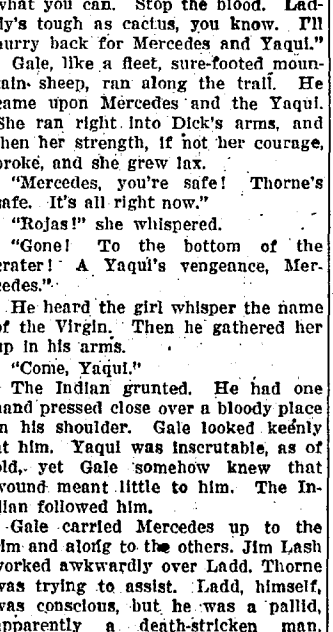 what you can. Stop the blood. Lad-
dy's tough as cactus, you know. I'll
hurry back for Mercedes and Yaqui."
Gale, like a fleet, sure-footed moun-
tain sheep, ran along the trail. He
came upon Mercedes and the Yaqui.
She ran right into Dick's arms, and
then her strength, if not her courage,
broke, and she grew lax.
"Mercedes, you're safe! Thorne's
safe. It's all right now."
"Rojas!" she whispered.
"Gone! To the bottom of the
crater! A Yaqui's vengeance, Mer-
cedes."
He heard the girl whisper the name
of the Virgin. Then he gathered her
up in his arms.
"Come, Yaqui."
The Indian grunted. He had one
hand pressed close over a bloody place
in his shoulder. Gale looked keenly
at him. Yaqui was inscrutable, as of
old, yet Gale somehow knew that
wound meant little to him. The In-
dian followed him.
Gale carried Mercedes up to the
rim and along to the others. Jim Lash
worked awkwardly over Ladd. Thorne
was trying to assist. Ladd, himself,
was conscious, but he was a pallid,
apparently a death-stricken man.